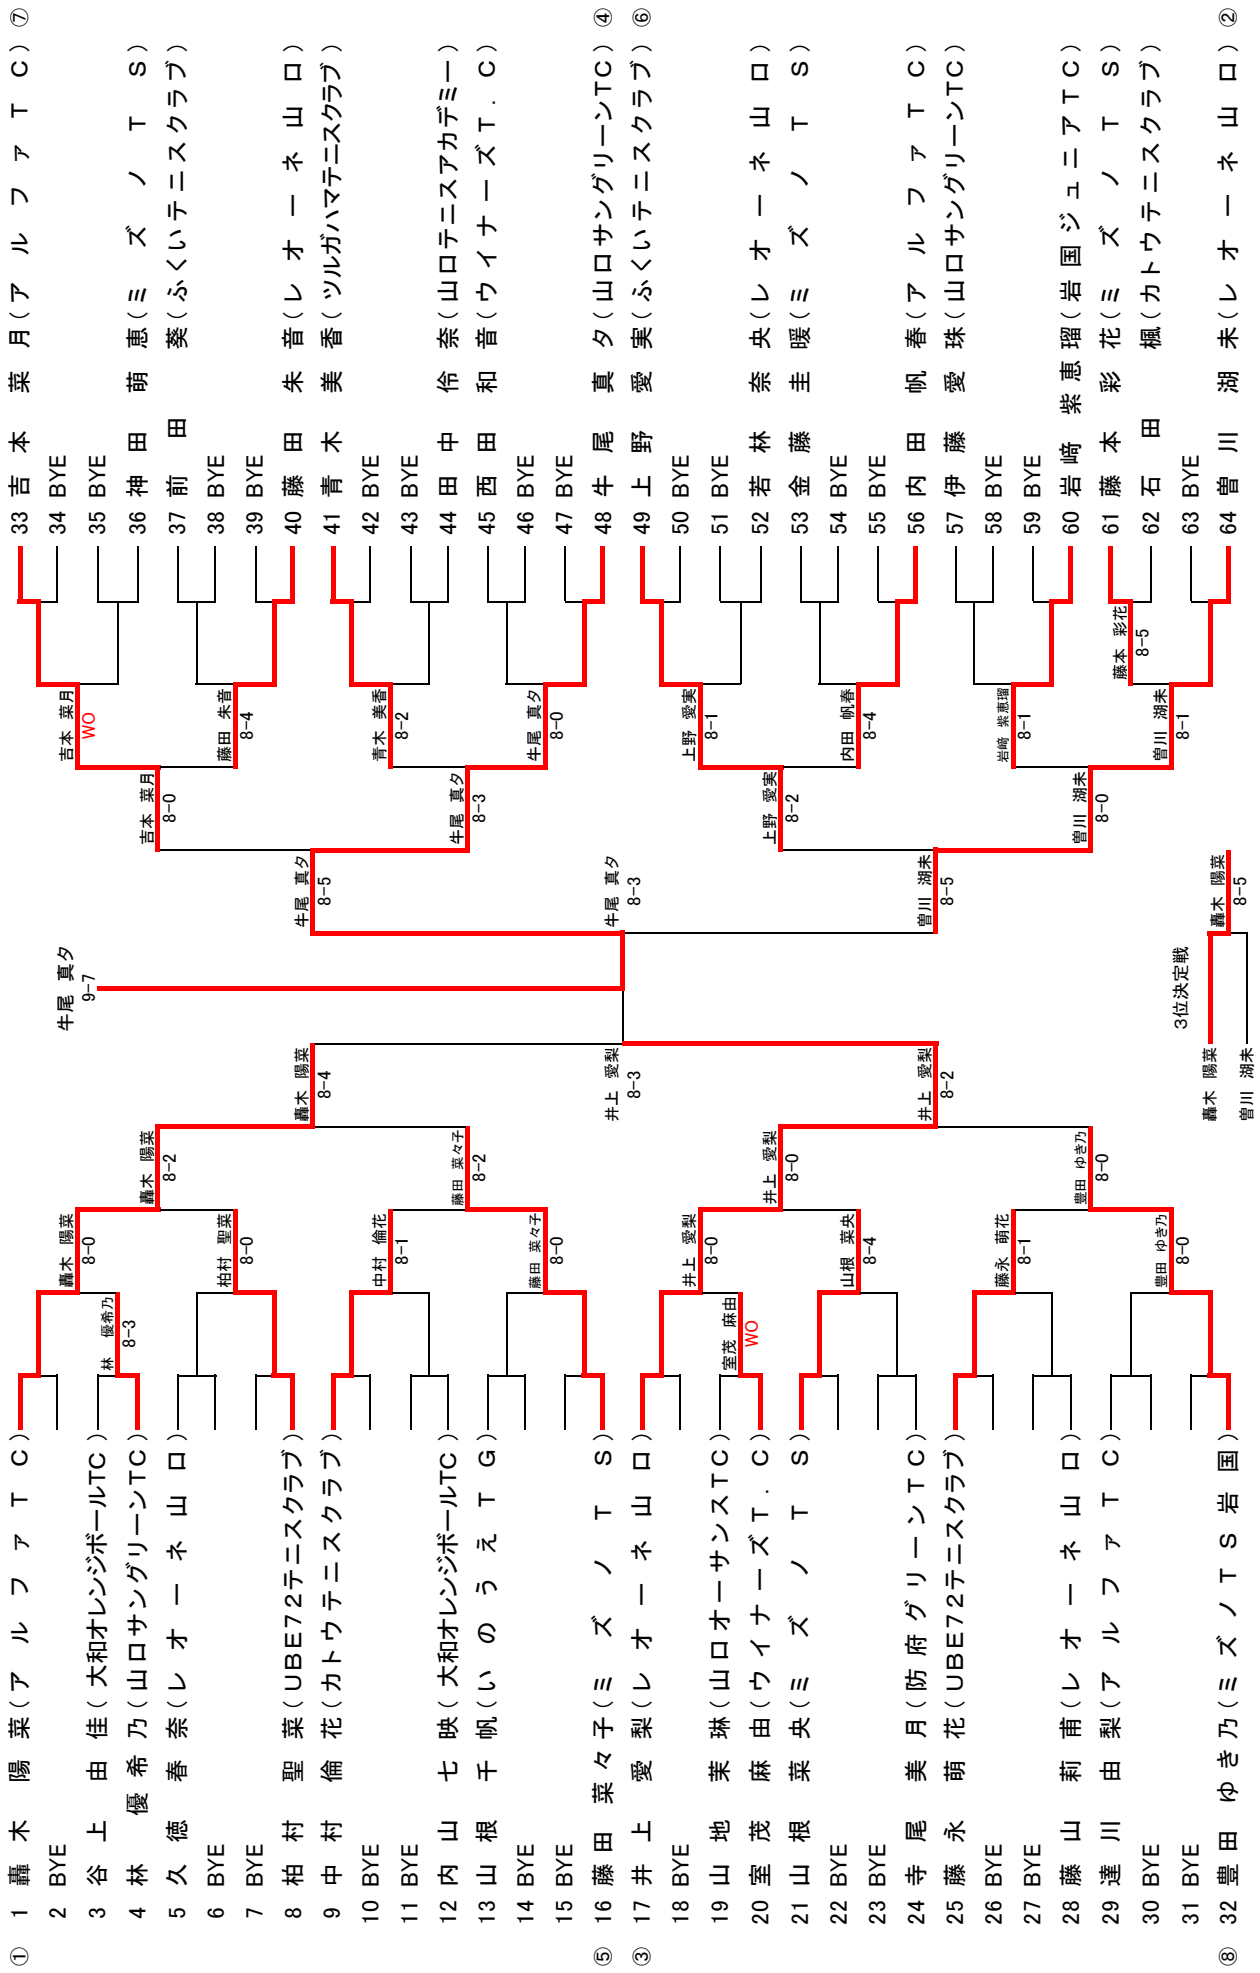 ① 1 轟木 陽菜(アルファTC)
2 BYE
3 谷上 由佳(大和オレンジボールTC)
4 林 優希乃(山口サングリーンTC)
5 久徳 春奈(レオーネ山口)
6 BYE
7 BYE
8 柏村 聖菜(UBE72テニスクラブ)
9 中村 倫花(カトウテニスクラブ)
10 BYE
11 BYE
12 内山 七映(大和オレンジボールTC)
13 山根 千帆(いのうえTG)
14 BYE
15 BYE
⑤ 16 藤田 菜々子(ミズノTS)
③ 17 井上 愛梨(レオーネ山口)
18 BYE
19 山地 茉琳(山口オーサンスTC)
20 室茂 麻由(ウイナーズT.C)
21 山根 菜央(ミズノTS)
22 BYE
23 BYE
24 寺尾 美月(防府グリーンTC)
25 藤永 萌花(UBE72テニスクラブ)
26 BYE
27 BYE
28 藤山 莉甫(レオーネ山口)
29 達川 由梨(アルファTC)
30 BYE
31 BYE
⑧ 32 豊田 ゆき乃(ミズノTS岩国)
林 優希乃
8-3
室茂 麻由
WO
轟木 陽菜
8-0
柏村 聖菜
8-0
中村 倫花
8-1
藤田 菜々子
8-0
井上 愛梨
8-0
山根 菜央
8-4
藤永 萌花
8-1
豊田 ゆき乃
8-0
轟木 陽菜
8-2
藤田 菜々子
8-2
井上 愛梨
8-0
豊田 ゆき乃
8-0
轟木 陽菜
8-4
井上 愛梨
8-2
井上 愛梨
8-3
牛尾 真夕
9-7
牛尾 真夕
8-3
牛尾 真夕
8-5
曽川 湖未
8-5
吉本 菜月
8-0
牛尾 真夕
8-3
上野 愛実
8-2
曽川 湖未
8-0
吉本 菜月
WO
藤田 朱音
8-4
青木 美香
8-2
牛尾 真夕
8-0
上野 愛実
8-1
内田 帆春
8-4
岩﨑 紫恵瑠
8-1
曽川 湖未
8-1
藤本 彩花
8-5
33 吉本 菜月(アルファTC) ⑦
34 BYE
35 BYE
36 神田 萌恵(ミズノTS)
37 前田 葵(ふくいテニスクラブ)
38 BYE
39 BYE
40 藤田 朱音(レオーネ山口)
41 青木 美香(ツルガハマテニスクラブ)
42 BYE
43 BYE
44 田中 伶奈(山口テニスアカデミー)
45 西田 和音(ウイナーズT.C)
46 BYE
47 BYE
48 牛尾 真夕(山口サングリーンTC) ④
49 上野 愛実(ふくいテニスクラブ) ⑥
50 BYE
51 BYE
52 若林 奈央(レオーネ山口)
53 金藤 圭暖(ミズノTS)
54 BYE
55 BYE
56 内田 帆春(アルファTC)
57 伊藤 愛珠(山口サングリーンTC)
58 BYE
59 BYE
60 岩﨑 紫恵瑠(岩国ジュニアTC)
61 藤本 彩花(ミズノTS)
62 石田 楓(カトウテニスクラブ)
63 BYE
64 曽川 湖未(レオーネ山口) ②
3位決定戦
轟木 陽菜
曽川 湖未
轟木 陽菜
8-5